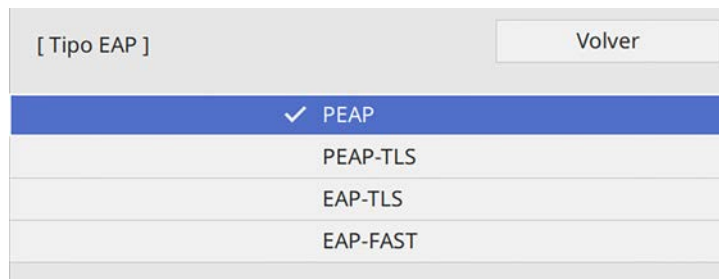 [ Tipo EAP ]
Volver
PEAP
PEAP-TLS
EAP-TLS
EAP-FAST